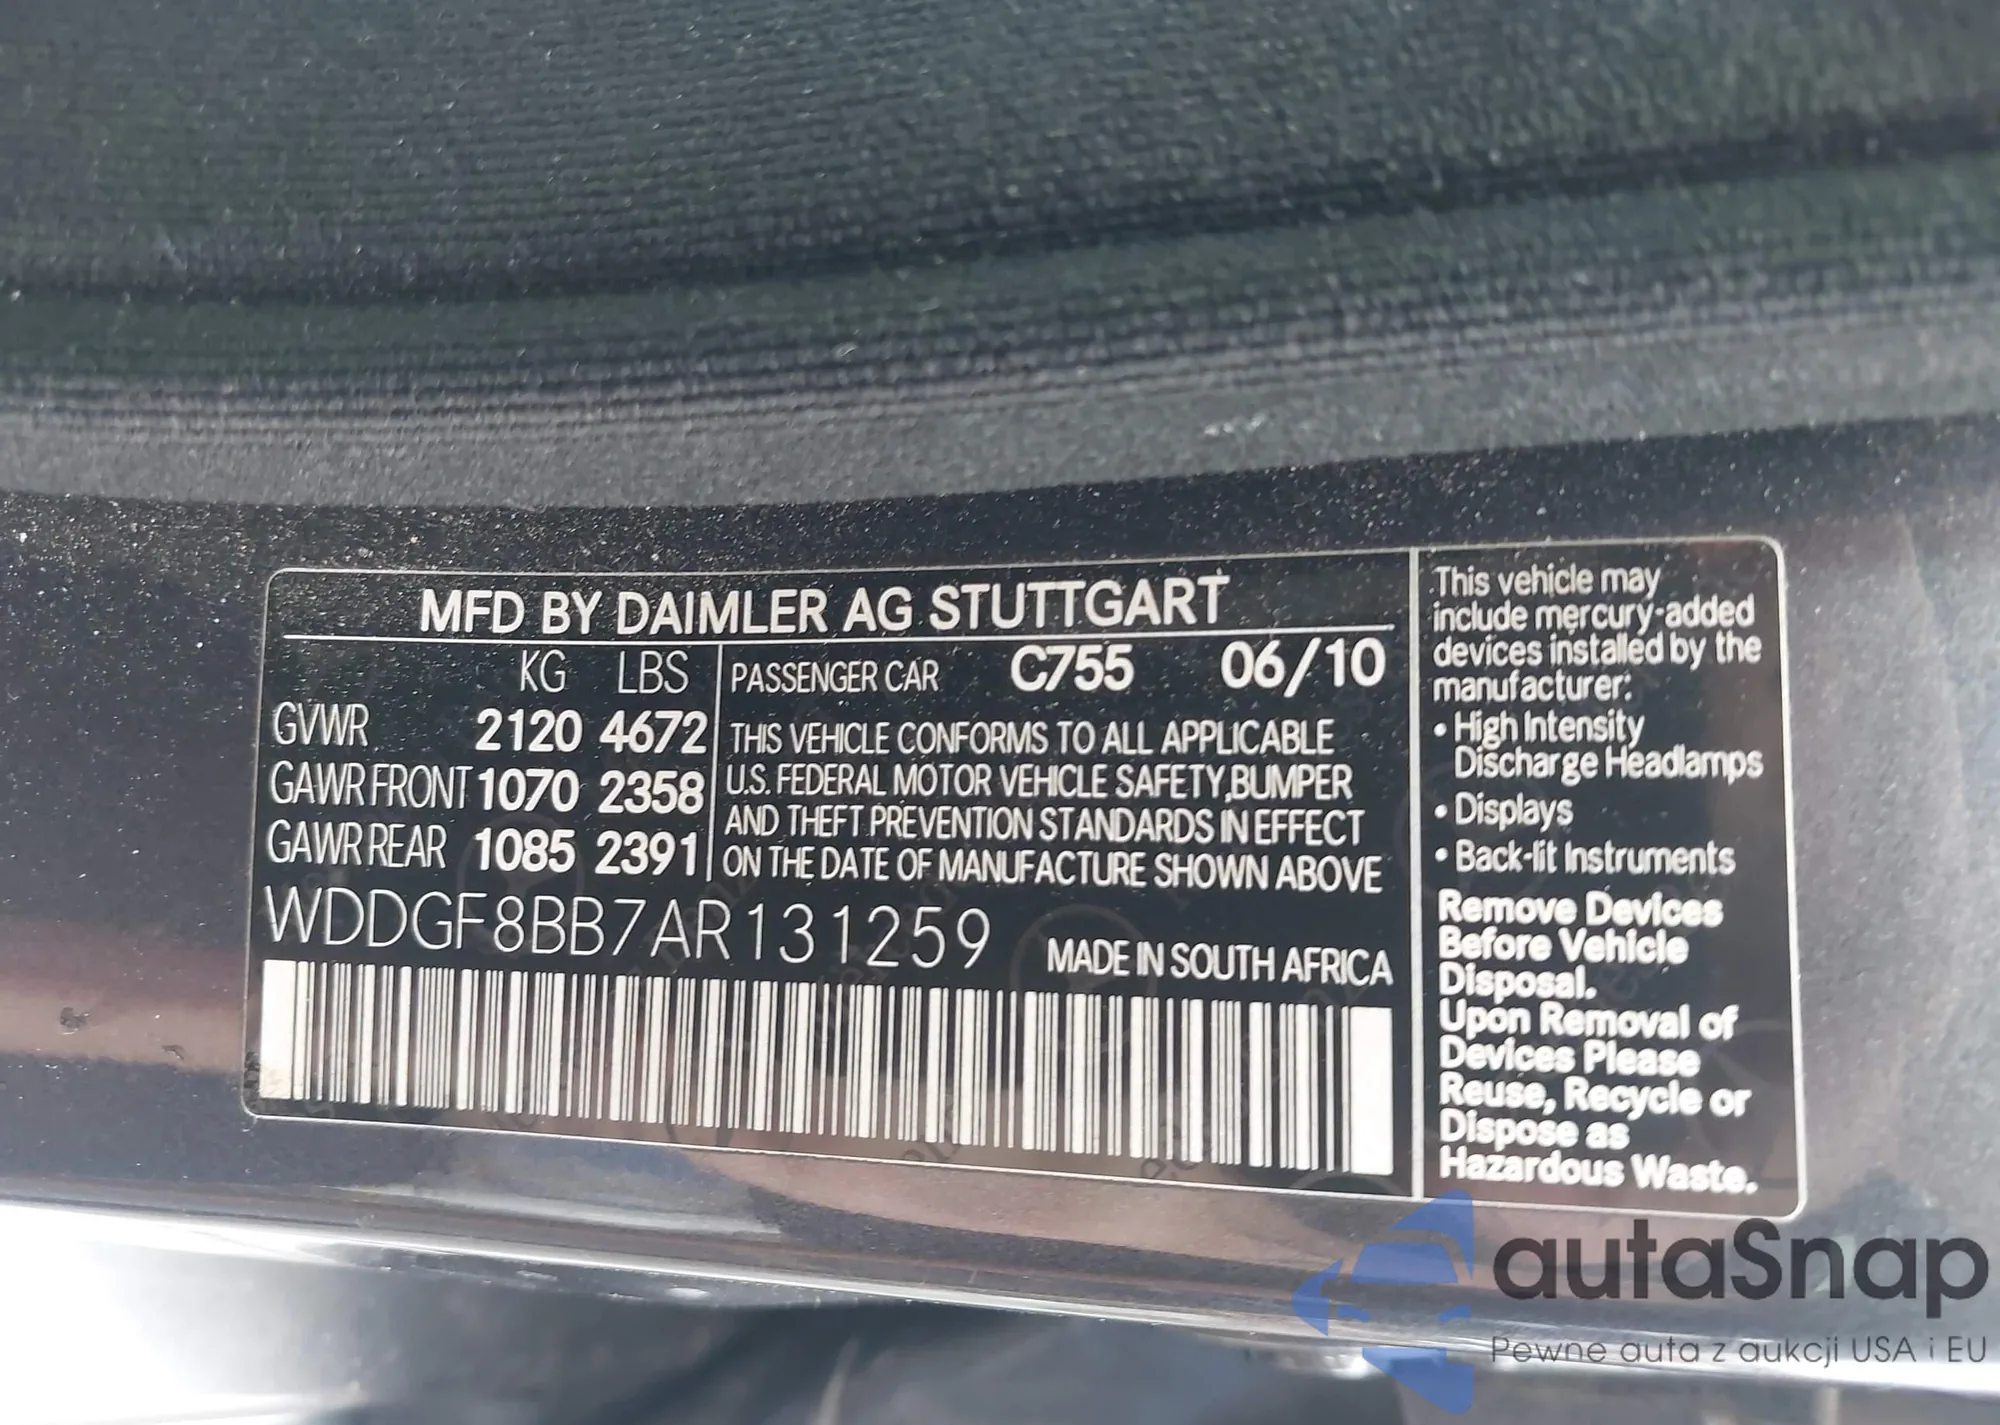 MFD BY DAIMLER AG STUTTGART
KG LBS
GVWR 2120 4672
GAWR FRONT 1070 2358
GAWR REAR 1085 2391
PASSENGER CAR C755 06/10
THIS VEHICLE CONFORMS TO ALL APPLICABLE
U.S. FEDERAL MOTOR VEHICLE SAFETY, BUMPER
AND THEFT PREVENTION STANDARDS IN EFFECT
ON THE DATE OF MANUFACTURE SHOWN ABOVE
WDDGF8BB7AR131259
MADE IN SOUTH AFRICA
This vehicle may
include mercury-added
devices installed by the
manufacturer:
• High Intensity
Discharge Headlamps
• Displays
• Back-lit Instruments
Remove Devices
Before Vehicle
Disposal.
Upon Removal of
Devices Please
Reuse, Recycle or
Dispose as
Hazardous Waste.
autaSnap
Pewne auta z aukcji USA i EU